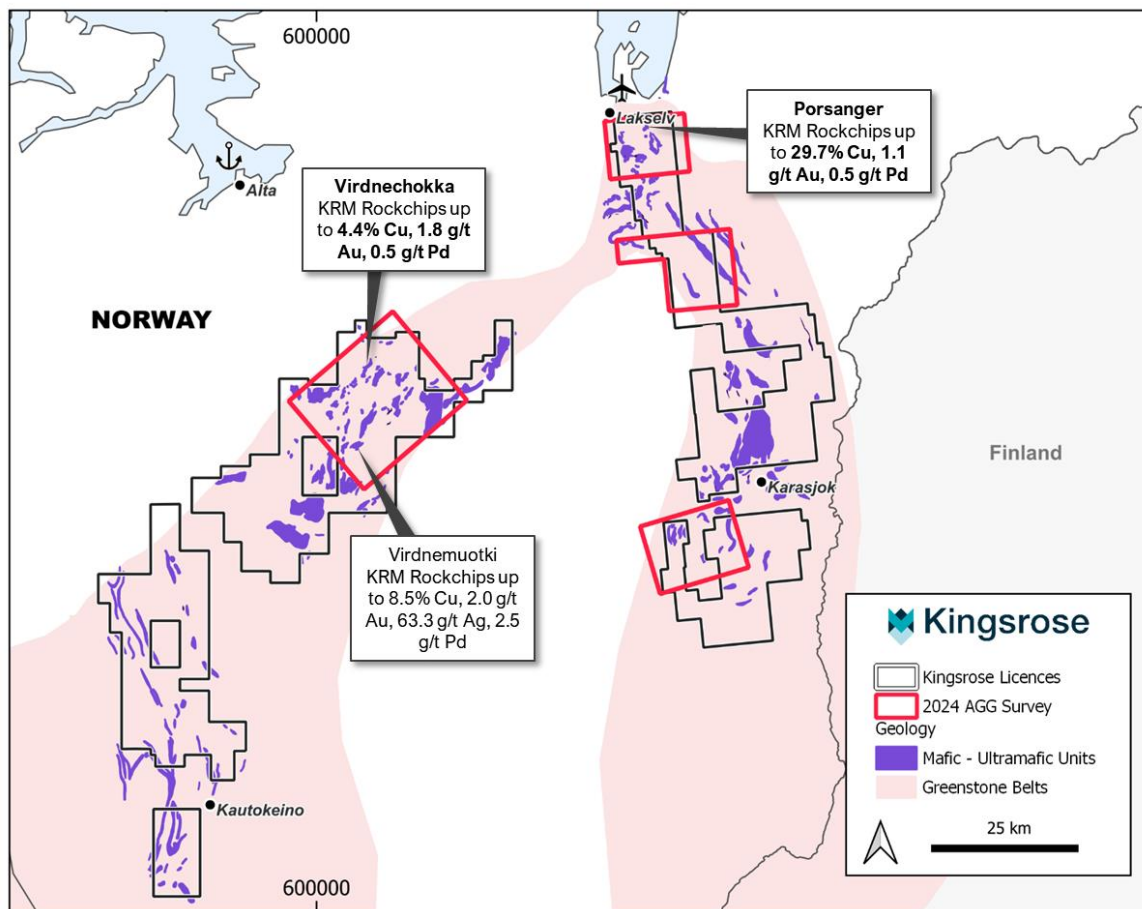 600000
Lakselv
Porsanger
KRM Rockchips up
to 29.7% Cu, 1.1
g/t Au, 0.5 g/t Pd
Alta
Virdnechokka
KRM Rockchips up
to 4.4% Cu, 1.8 g/t
Au, 0.5 g/t Pd
NORWAY
Finland
Karasjok
Virdnemuotki
KRM Rockchips up
to 8.5% Cu, 2.0 g/t
Au, 63.3 g/t Ag, 2.5
g/t Pd
Kautokeino
600000
Kingsrose
Kingsrose Licences
2024 AGG Survey
Geology
Mafic - Ultramafic Units
Greenstone Belts
25 km